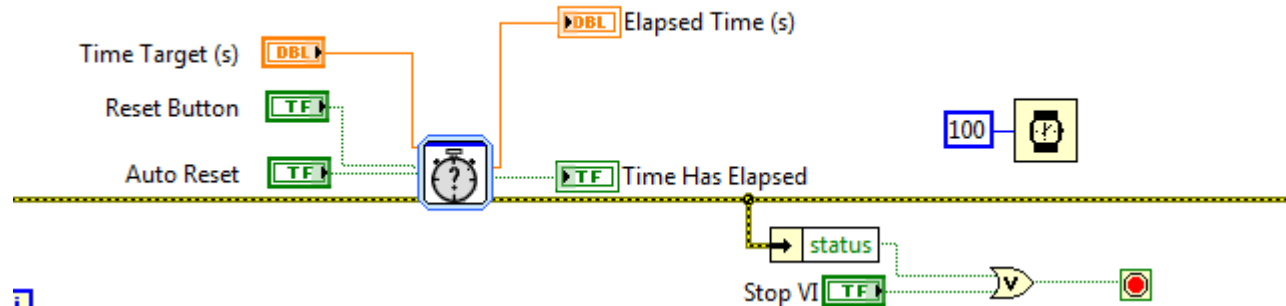 DBL Elapsed Time (s)
Time Target (s) DBL
Reset Button TF
100
?
Auto Reset TF
TF Time Has Elapsed
status
V
Stop VI TF
i